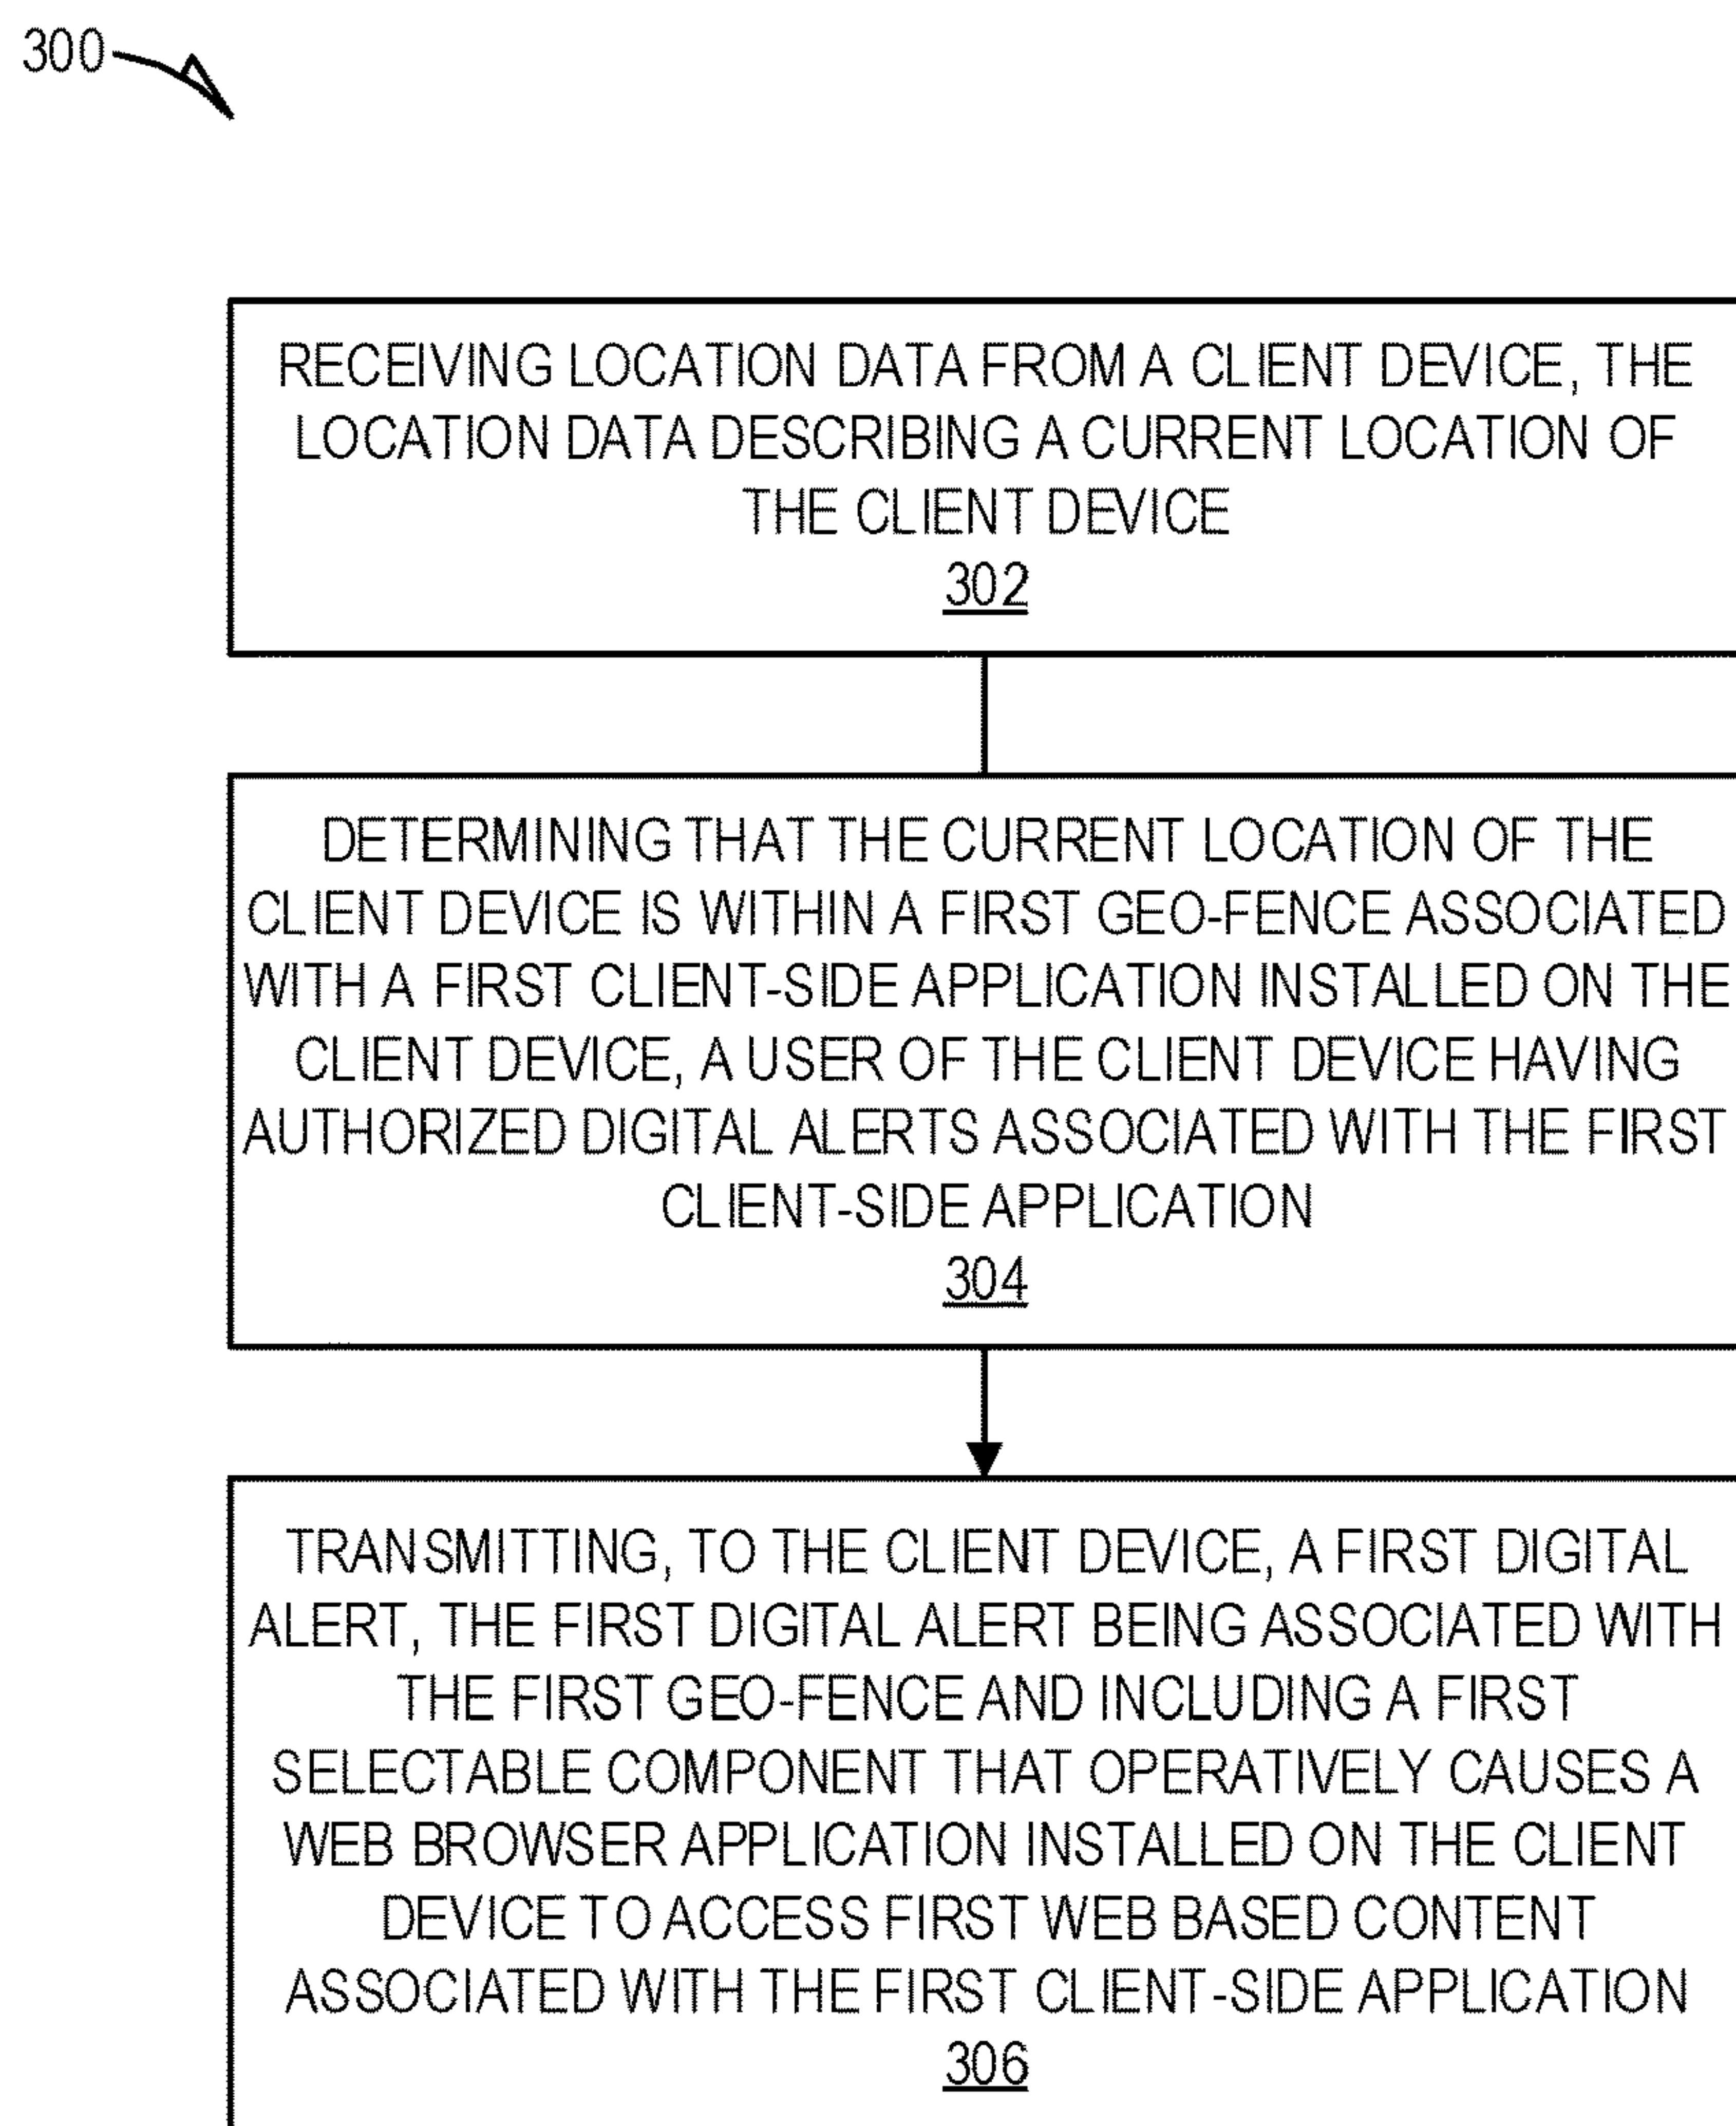 300
RECEIVING LOCATION DATA FROM A CLIENT DEVICE, THE
LOCATION DATA DESCRIBING A CURRENT LOCATION OF
THE CLIENT DEVICE
302
DETERMINING THAT THE CURRENT LOCATION OF THE
CLIENT DEVICE IS WITHIN A FIRST GEO-FENCE ASSOCIATED
WITH A FIRST CLIENT-SIDE APPLICATION INSTALLED ON THE
CLIENT DEVICE, A USER OF THE CLIENT DEVICE HAVING
AUTHORIZED DIGITAL ALERTS ASSOCIATED WITH THE FIRST
CLIENT-SIDE APPLICATION
304
TRANSMITTING, TO THE CLIENT DEVICE, A FIRST DIGITAL
ALERT, THE FIRST DIGITAL ALERT BEING ASSOCIATED WITH
THE FIRST GEO-FENCE AND INCLUDING A FIRST
SELECTABLE COMPONENT THAT OPERATIVELY CAUSES A
WEB BROWSER APPLICATION INSTALLED ON THE CLIENT
DEVICE TO ACCESS FIRST WEB BASED CONTENT
ASSOCIATED WITH THE FIRST CLIENT-SIDE APPLICATION
306